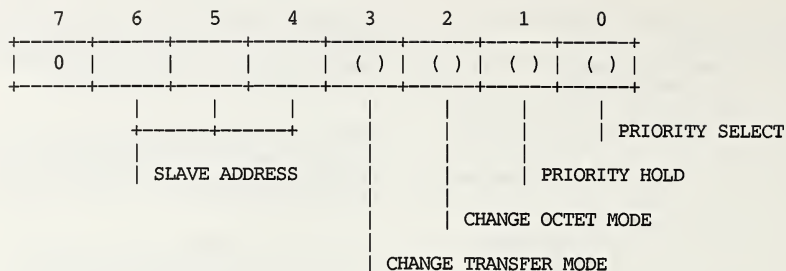 7 6 5 4 3 2 1 0
0 ( ) ( ) ( ) ( )
PRIORITY SELECT
SLAVE ADDRESS PRIORITY HOLD
CHANGE OCTET MODE
CHANGE TRANSFER MODE